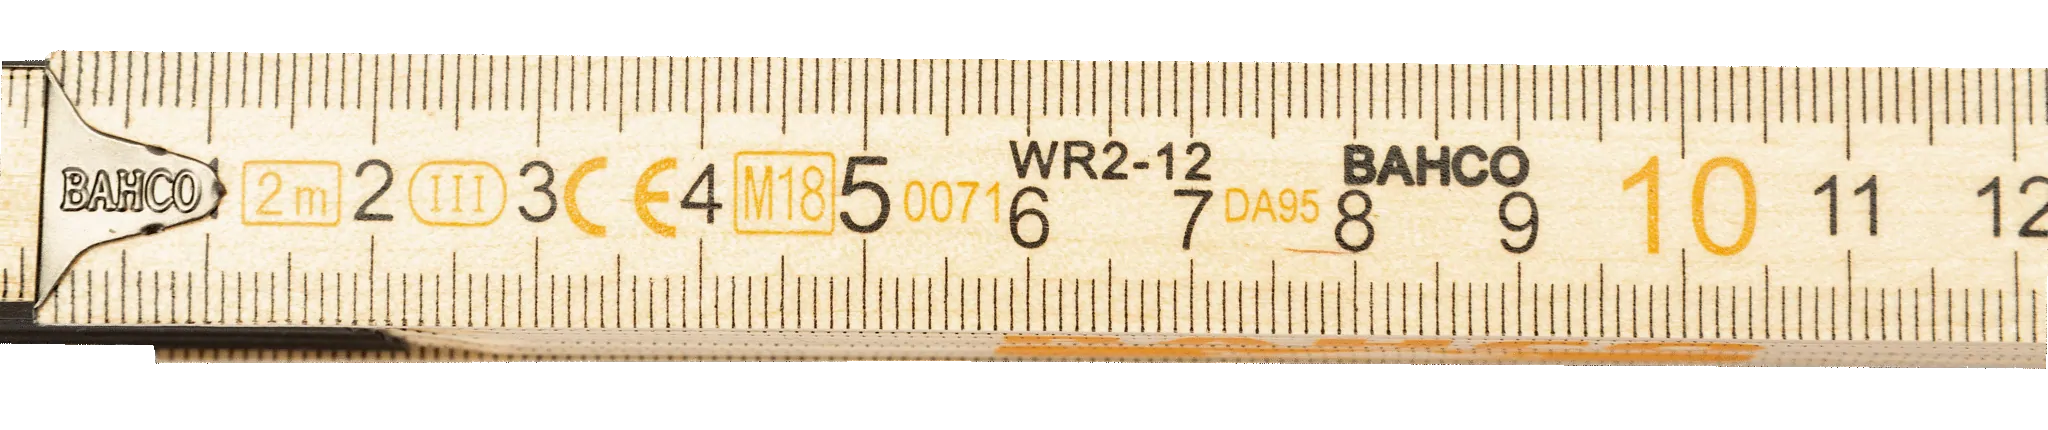 WR2-12 BAHCO
BAHCO 1 2m 2 III 3 CE 4 M18 5 0071 6 7 DA95 8 9 10 11 12